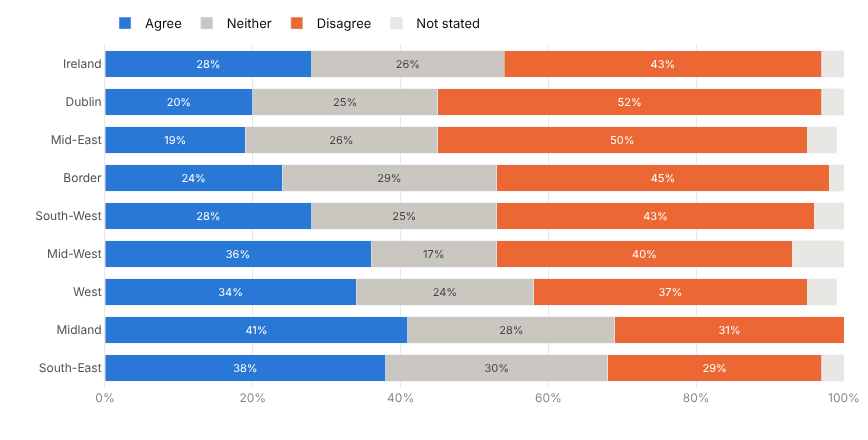 Agree Neither Disagree Not stated
Ireland 28% 26% 43%
Dublin 20% 25% 52%
Mid-East 19% 26% 50%
Border 24% 29% 45%
South-West 28% 25% 43%
Mid-West 36% 17% 40%
West 34% 24% 37%
Midland 41% 28% 31%
South-East 38% 30% 29%
0% 20% 40% 60% 80% 100%